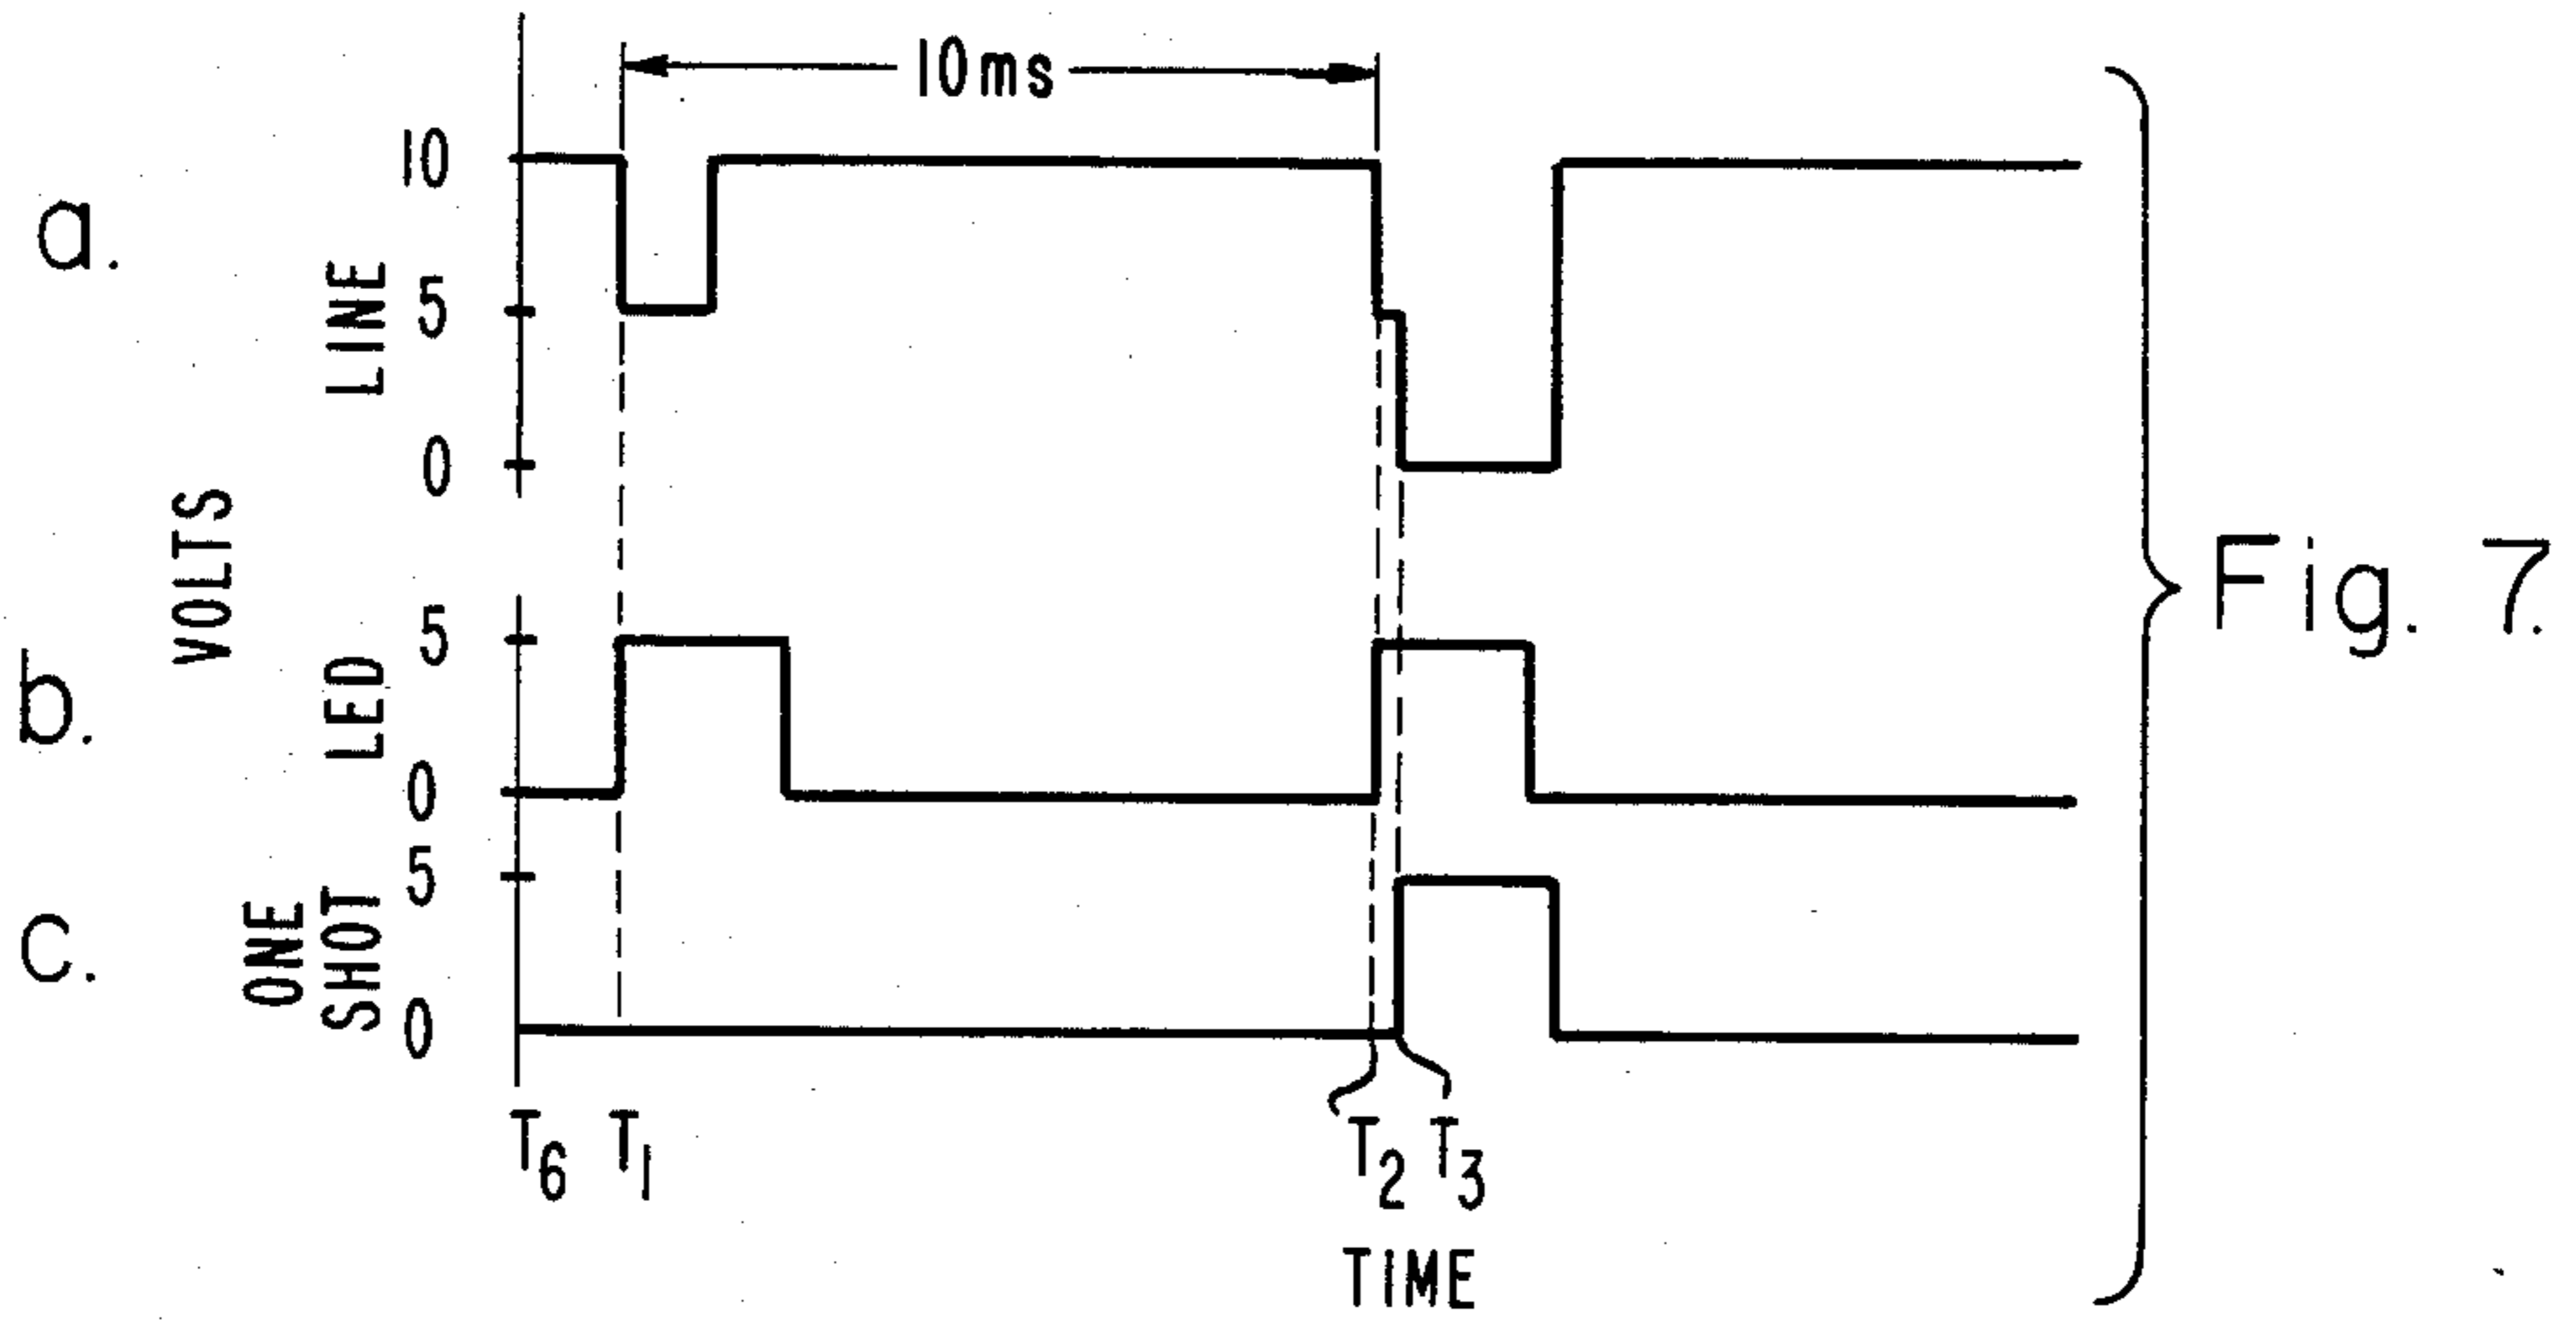 10ms
a.
LINE
10
5
0
VOLTS
b.
LED
5
0
c.
ONE
SHOT
5
0
T6 T1 T2 T3
TIME
Fig. 7.